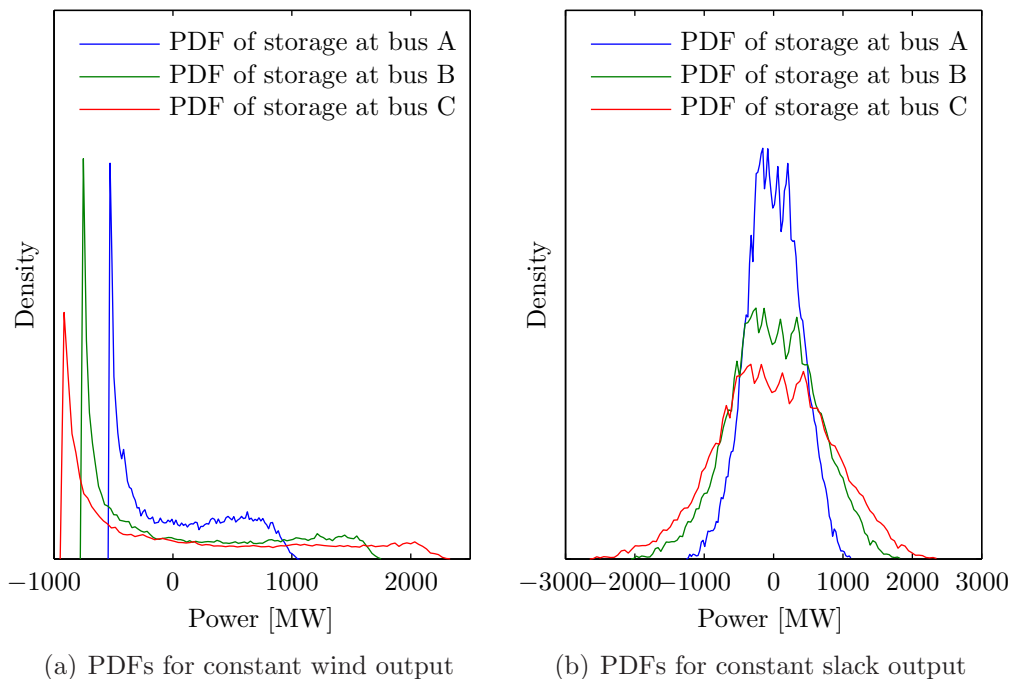 PDF of storage at bus A
PDF of storage at bus B
PDF of storage at bus C
Density
−1000 0 1000 2000
Power [MW]
(a) PDFs for constant wind output
PDF of storage at bus A
PDF of storage at bus B
PDF of storage at bus C
Density
−3000−2000−1000 0 1000 2000 3000
Power [MW]
(b) PDFs for constant slack output